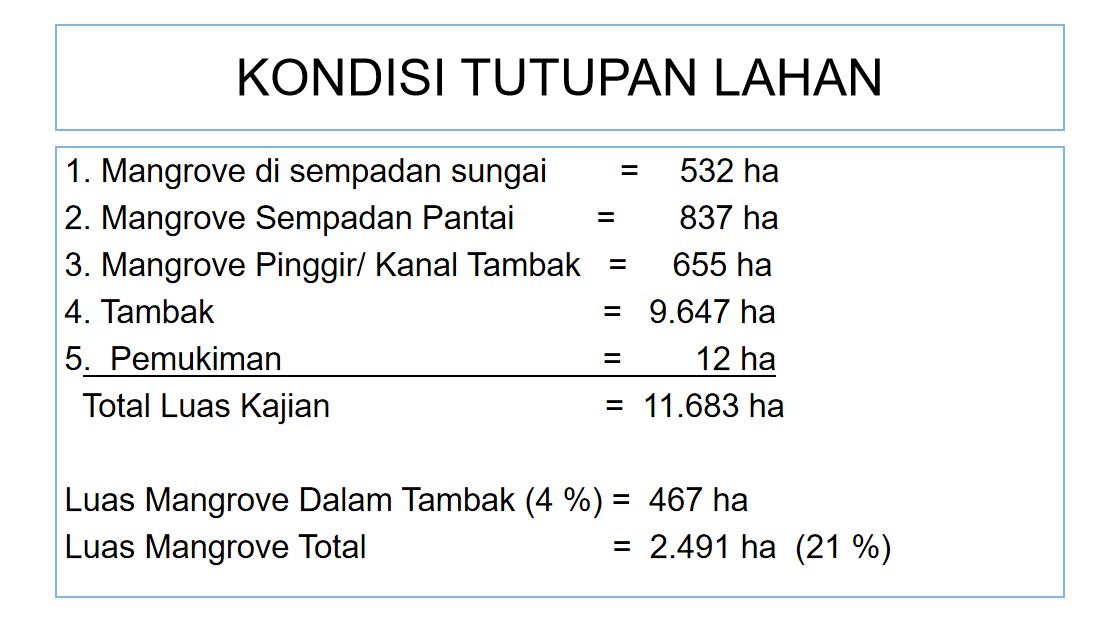 KONDISI TUTUPAN LAHAN
1. Mangrove di sempadan sungai = 532 ha
2. Mangrove Sempadan Pantai = 837 ha
3. Mangrove Pinggir/ Kanal Tambak = 655 ha
4. Tambak = 9.647 ha
5. Pemukiman = 12 ha
Total Luas Kajian = 11.683 ha
Luas Mangrove Dalam Tambak (4 %) = 467 ha
Luas Mangrove Total = 2.491 ha (21 %)